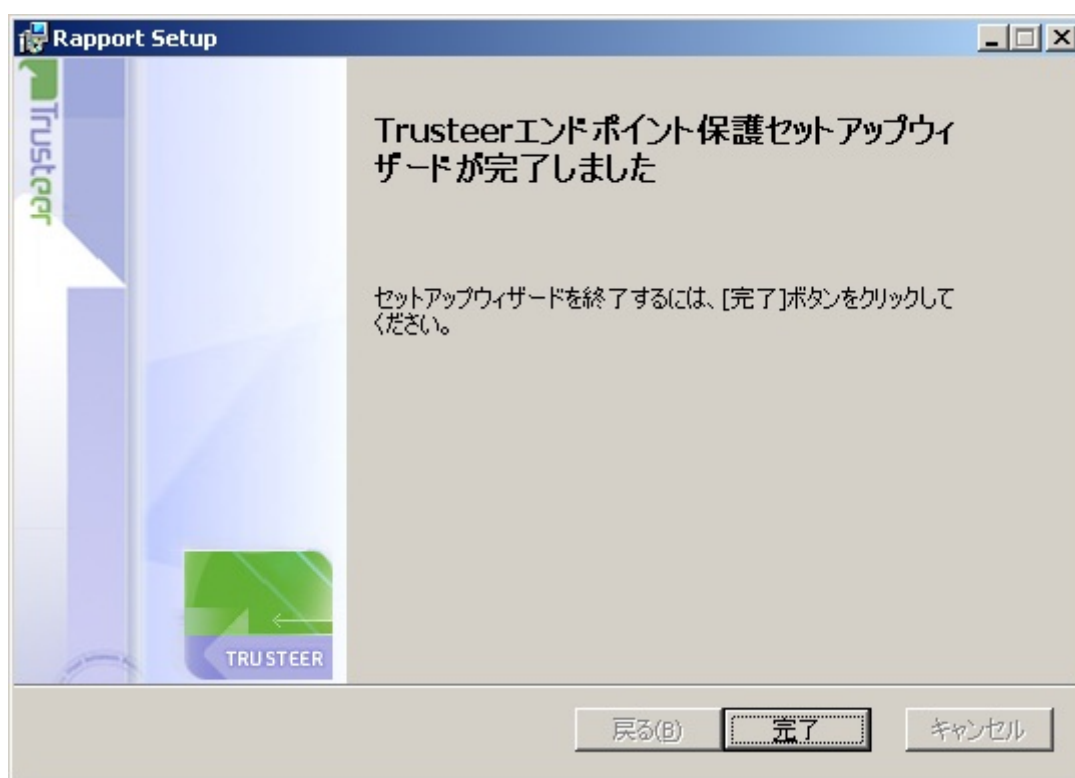 Rapport Setup
Trusteer
Trusteerエンドポイント保護セットアップウィ
ザードが完了しました
セットアップウィザードを終了するには、[完了]ボタンをクリックして
ください。
TRUSTEER
戻る(B)
完了
キャンセル